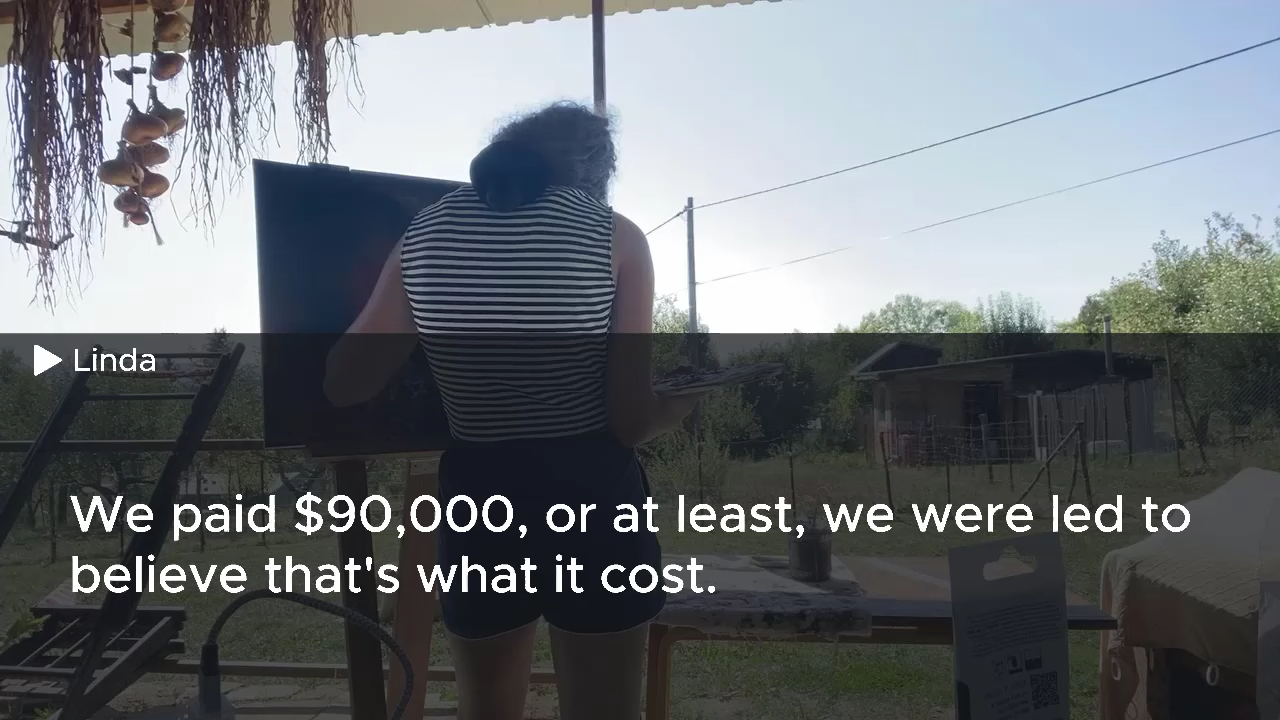 Linda
We paid $90,000, or at least, we were led to
believe that's what it cost.